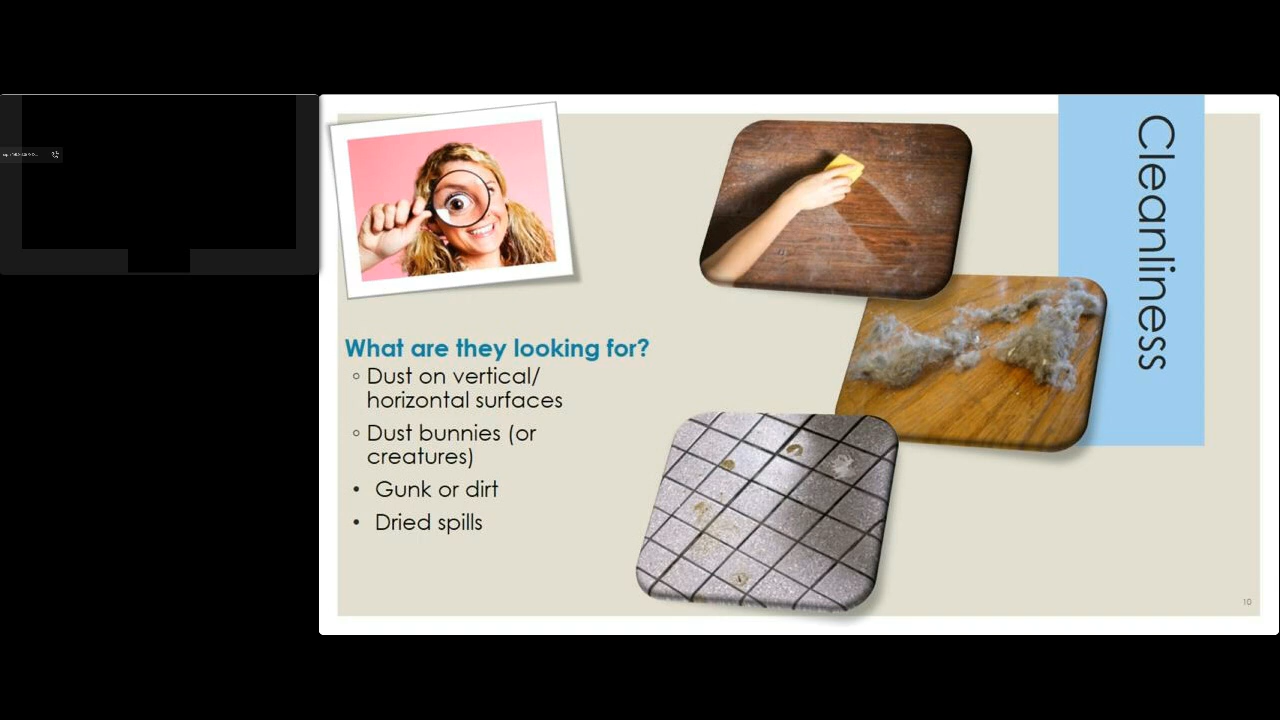 Cleanliness
What are they looking for?
◦ Dust on vertical/
horizontal surfaces
◦ Dust bunnies (or
creatures)
• Gunk or dirt
• Dried spills
10